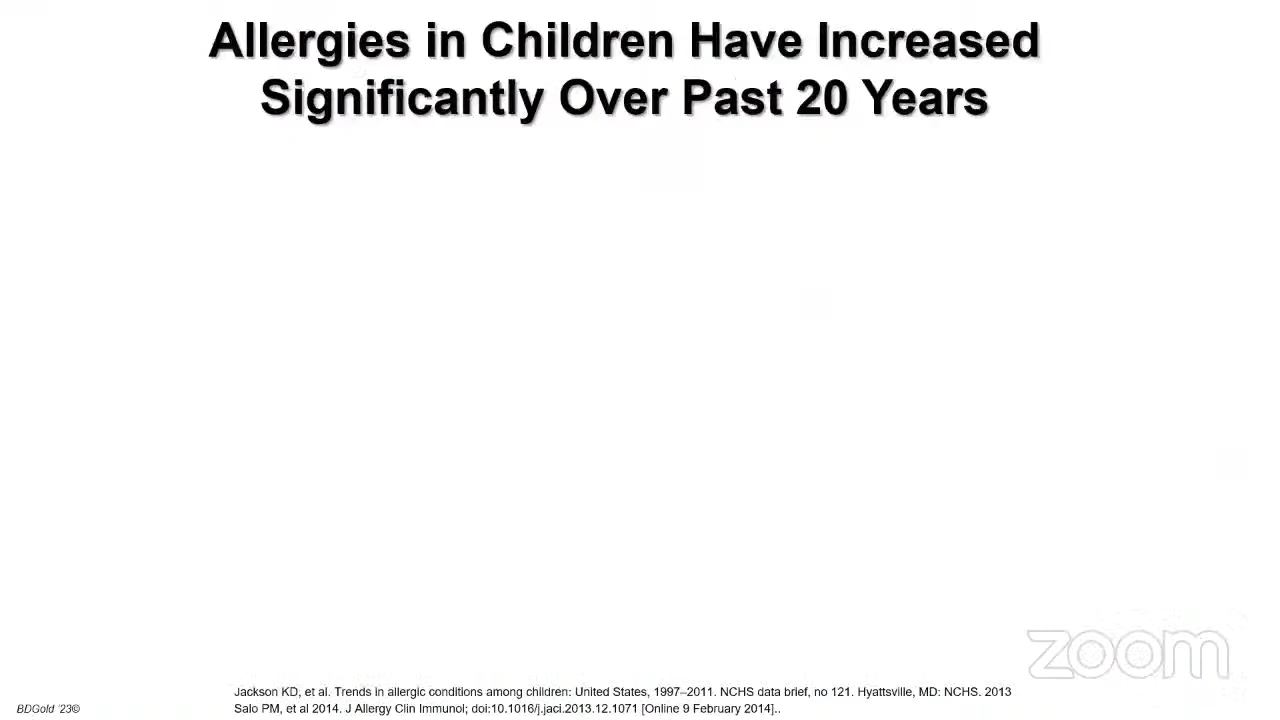 Allergies in Children Have Increased
Significantly Over Past 20 Years
zoom
Jackson KD, et al. Trends in allergic conditions among children: United States, 1997–2011. NCHS data brief, no 121. Hyattsville, MD: NCHS. 2013
BDGold ‘23© Salo PM, et al 2014. J Allergy Clin Immunol; doi:10.1016/j.jaci.2013.12.1071 [Online 9 February 2014]..